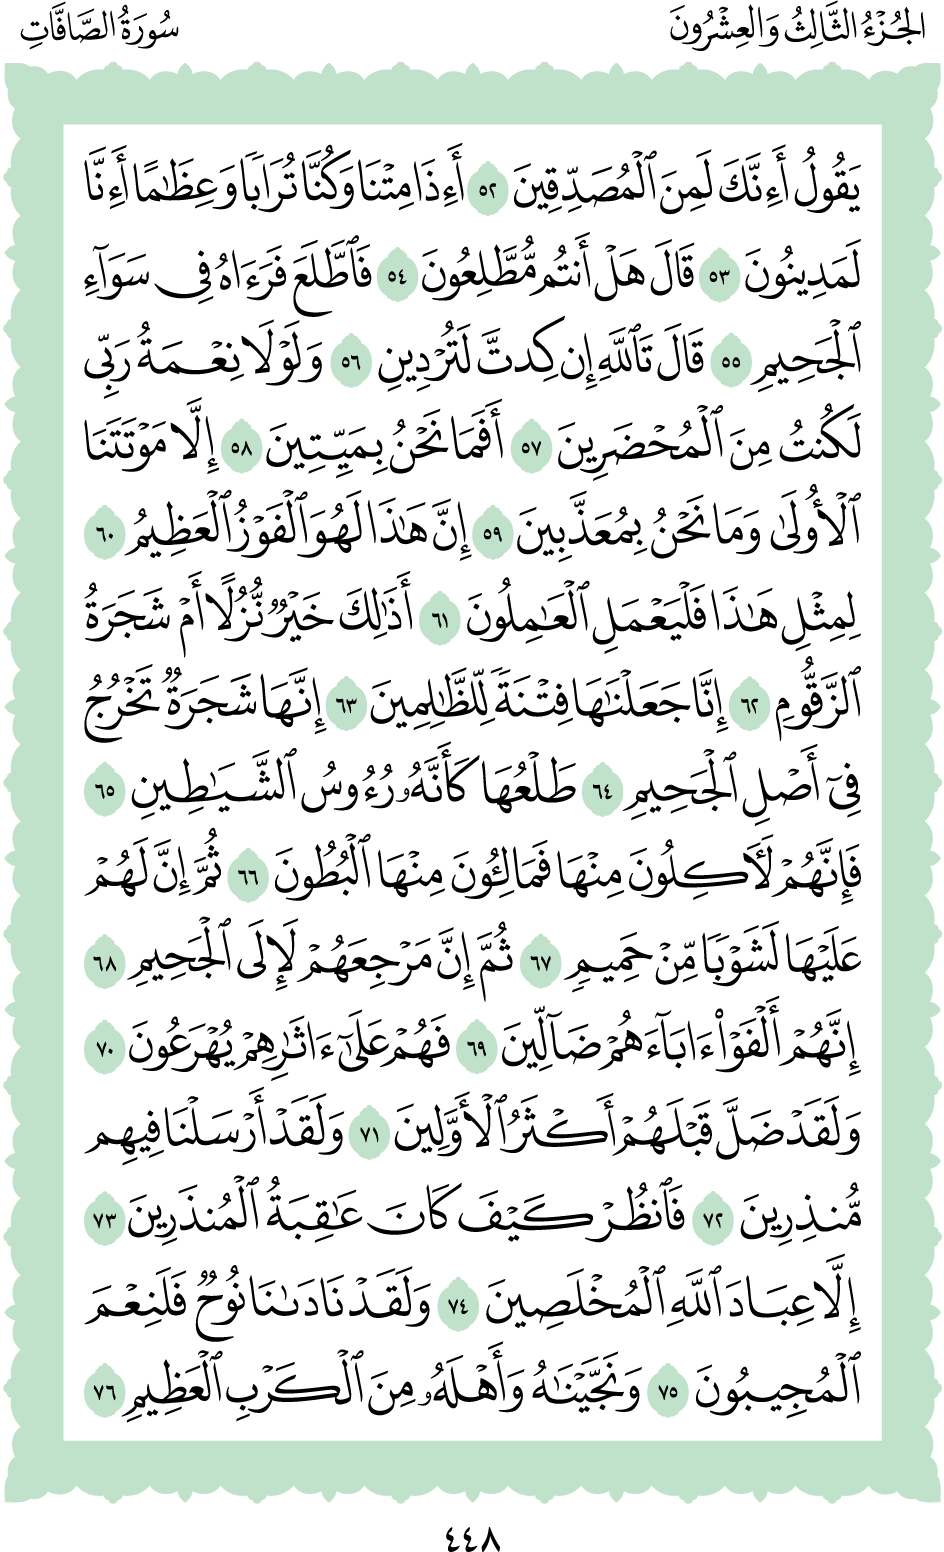 الجُزْءُ الثَّالِثُ وَالعِشْرُونَ
سُورَةُ الصَّافَّاتِ
يَقُولُ أَءِنَّكَ لَمِنَ ٱلْمُصَدِّقِينَ ٥٢ أَءِذَا مِتْنَا وَكُنَّا تُرَابًا وَعِظَٰمًا أَءِنَّا
لَمَدِينُونَ ٥٣ قَالَ هَلْ أَنتُم مُّطَّلِعُونَ ٥٤ فَٱطَّلَعَ فَرَءَاهُ فِى سَوَآءِ
ٱلْجَحِيمِ ٥٥ قَالَ تَٱللَّهِ إِن كِدتَّ لَتُرْدِينِ ٥٦ وَلَوْلَا نِعْمَةُ رَبِّى
لَكُنتُ مِنَ ٱلْمُحْضَرِينَ ٥٧ أَفَمَا نَحْنُ بِمَيِّتِينَ ٥٨ إِلَّا مَوْتَتَنَا
ٱلْأُولَىٰ وَمَا نَحْنُ بِمُعَذَّبِينَ ٥٩ إِنَّ هَٰذَا لَهُوَ ٱلْفَوْزُ ٱلْعَظِيمُ ٦٠
لِمِثْلِ هَٰذَا فَلْيَعْمَلِ ٱلْعَٰمِلُونَ ٦١ أَذَٰلِكَ خَيْرٌ نُّزُلًا أَمْ شَجَرَةُ
ٱلزَّقُّومِ ٦٢ إِنَّا جَعَلْنَٰهَا فِتْنَةً لِّلظَّٰلِمِينَ ٦٣ إِنَّهَا شَجَرَةٌ تَخْرُجُ
فِىٓ أَصْلِ ٱلْجَحِيمِ ٦٤ طَلْعُهَا كَأَنَّهُۥ رُءُوسُ ٱلشَّيَٰطِينِ ٦٥
فَإِنَّهُمْ لَءَاكِلُونَ مِنْهَا فَمَالِـُٔونَ مِنْهَا ٱلْبُطُونَ ٦٦ ثُمَّ إِنَّ لَهُمْ
عَلَيْهَا لَشَوْبًا مِّنْ حَمِيمٍ ٦٧ ثُمَّ إِنَّ مَرْجِعَهُمْ لَإِلَى ٱلْجَحِيمِ ٦٨
إِنَّهُمْ أَلْفَوْا۟ ءَابَآءَهُمْ ضَآلِّينَ ٦٩ فَهُمْ عَلَىٰٓ ءَاثَٰرِهِمْ يُهْرَعُونَ ٧٠
وَلَقَدْ ضَلَّ قَبْلَهُمْ أَكْثَرُ ٱلْأَوَّلِينَ ٧١ وَلَقَدْ أَرْسَلْنَا فِيهِم
مُّنذِرِينَ ٧٢ فَٱنظُرْ كَيْفَ كَانَ عَٰقِبَةُ ٱلْمُنذَرِينَ ٧٣
إِلَّا عِبَادَ ٱللَّهِ ٱلْمُخْلَصِينَ ٧٤ وَلَقَدْ نَادَىٰنَا نُوحٌ فَلَنِعْمَ
ٱلْمُجِيبُونَ ٧٥ وَنَجَّيْنَٰهُ وَأَهْلَهُۥ مِنَ ٱلْكَرْبِ ٱلْعَظِيمِ ٧٦
٤٤٨